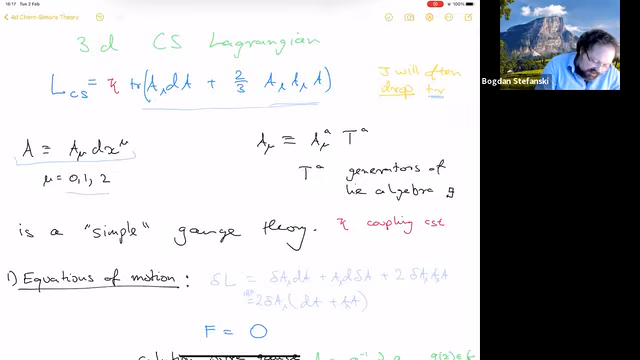 16:17 Tue 2 Feb
100%
4d Chern-Simons Theory
3d CS Lagrangian
L_CS = ϰ tr(A∧dA + 2/3 A∧A∧A)
I will often
drop tr
Bogdan Stefanski
A ≡ A_μ dx^μ
A_μ ≡ A_μ^a T^a
μ = 0,1,2
T^a generators of
lie algebra g
is a "simple" gauge theory.
ϰ coupling cst
1) Equations of motion :
δL = δA∧dA + A∧dδA + 2 δA∧A∧A
= 2δA∧(dA + A∧A)
F = 0